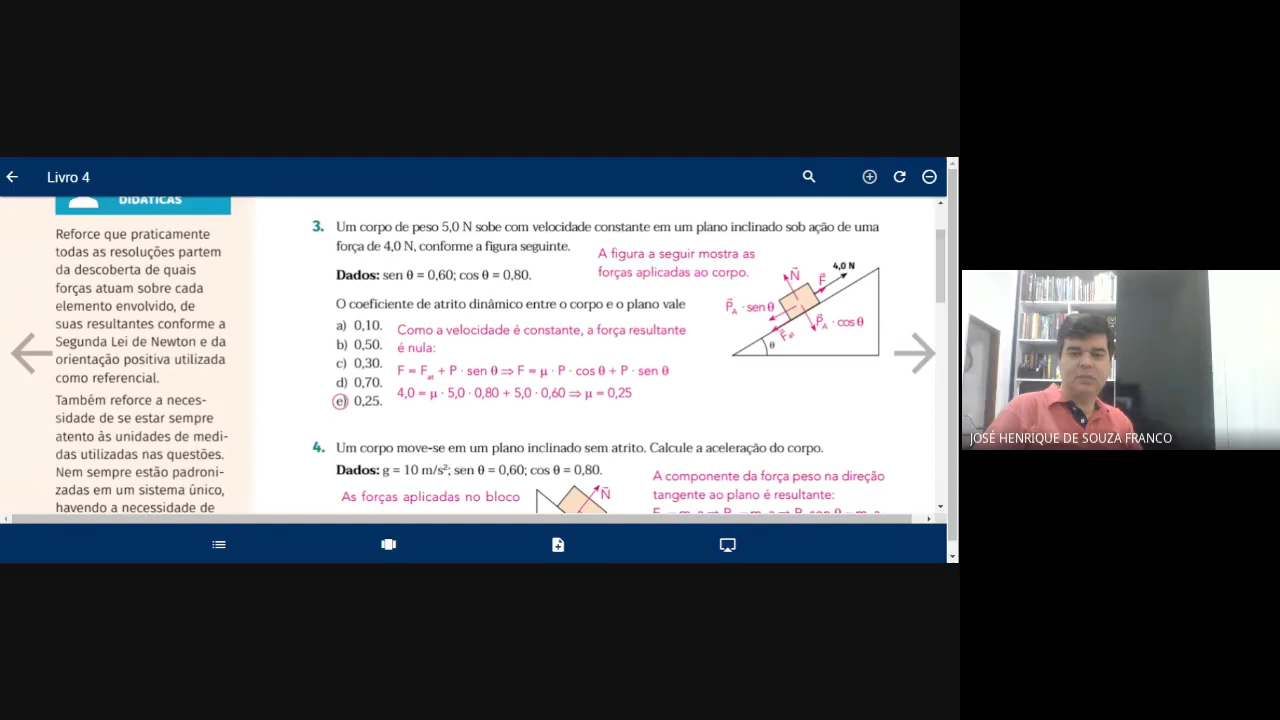 Livro 4
DIDÁTICAS
Reforce que praticamente
todas as resoluções partem
da descoberta de quais
forças atuam sobre cada
elemento envolvido, de
suas resultantes conforme a
Segunda Lei de Newton e da
orientação positiva utilizada
como referencial.
Também reforce a neces-
sidade de se estar sempre
atento às unidades de medi-
das utilizadas nas questões.
Nem sempre estão padroni-
zadas em um sistema único,
havendo a necessidade de
3. Um corpo de peso 5,0 N sobe com velocidade constante em um plano inclinado sob ação de uma
força de 4,0 N, conforme a figura seguinte.
A figura a seguir mostra as
forças aplicadas ao corpo.
Dados: sen θ = 0,60; cos θ = 0,80.
O coeficiente de atrito dinâmico entre o corpo e o plano vale
a) 0,10.
b) 0,50.
c) 0,30.
d) 0,70.
e) 0,25.
Como a velocidade é constante, a força resultante
é nula:
F = Fat + P · sen θ ⇒ F = μ · P · cos θ + P · sen θ
4,0 = μ · 5,0 · 0,80 + 5,0 · 0,60 ⇒ μ = 0,25
4,0 N
N⃗
F⃗
P⃗A · sen θ
P⃗A · cos θ
F⃗at
θ
4. Um corpo move-se em um plano inclinado sem atrito. Calcule a aceleração do corpo.
Dados: g = 10 m/s²; sen θ = 0,60; cos θ = 0,80.
As forças aplicadas no bloco
N⃗
A componente da força peso na direção
tangente ao plano é resultante:
JOSÉ HENRIQUE DE SOUZA FRANCO